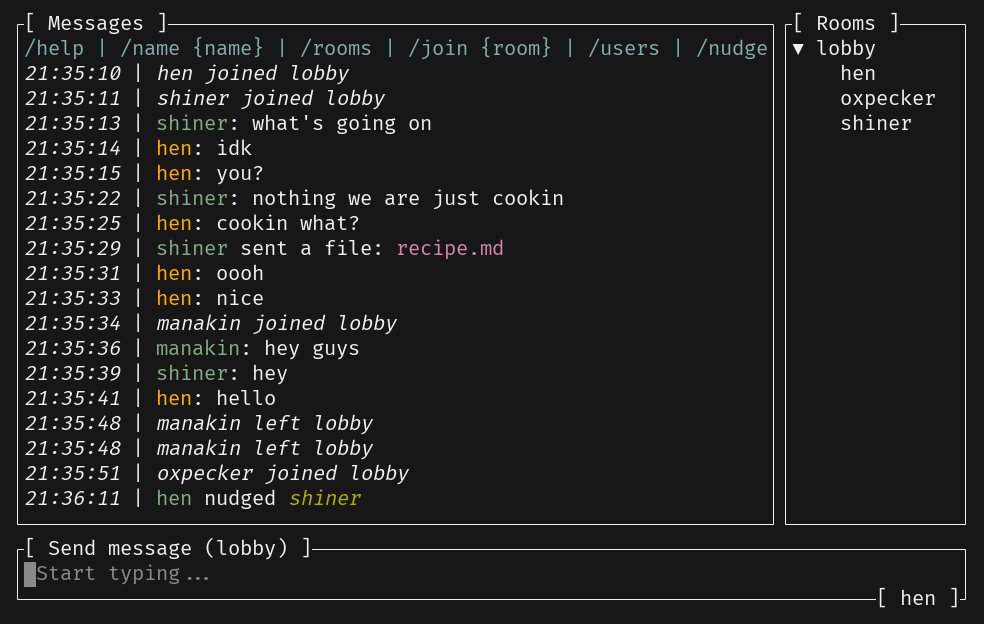 [ Messages ]
/help | /name {name} | /rooms | /join {room} | /users | /nudge
21:35:10 | hen joined lobby
21:35:11 | shiner joined lobby
21:35:13 | shiner: what's going on
21:35:14 | hen: idk
21:35:15 | hen: you?
21:35:22 | shiner: nothing we are just cookin
21:35:25 | hen: cookin what?
21:35:29 | shiner sent a file: recipe.md
21:35:31 | hen: oooh
21:35:33 | hen: nice
21:35:34 | manakin joined lobby
21:35:36 | manakin: hey guys
21:35:39 | shiner: hey
21:35:41 | hen: hello
21:35:48 | manakin left lobby
21:35:48 | manakin left lobby
21:35:51 | oxpecker joined lobby
21:36:11 | hen nudged shiner
[ Rooms ]
▼ lobby
hen
oxpecker
shiner
[ Send message (lobby) ]
Start typing...
[ hen ]